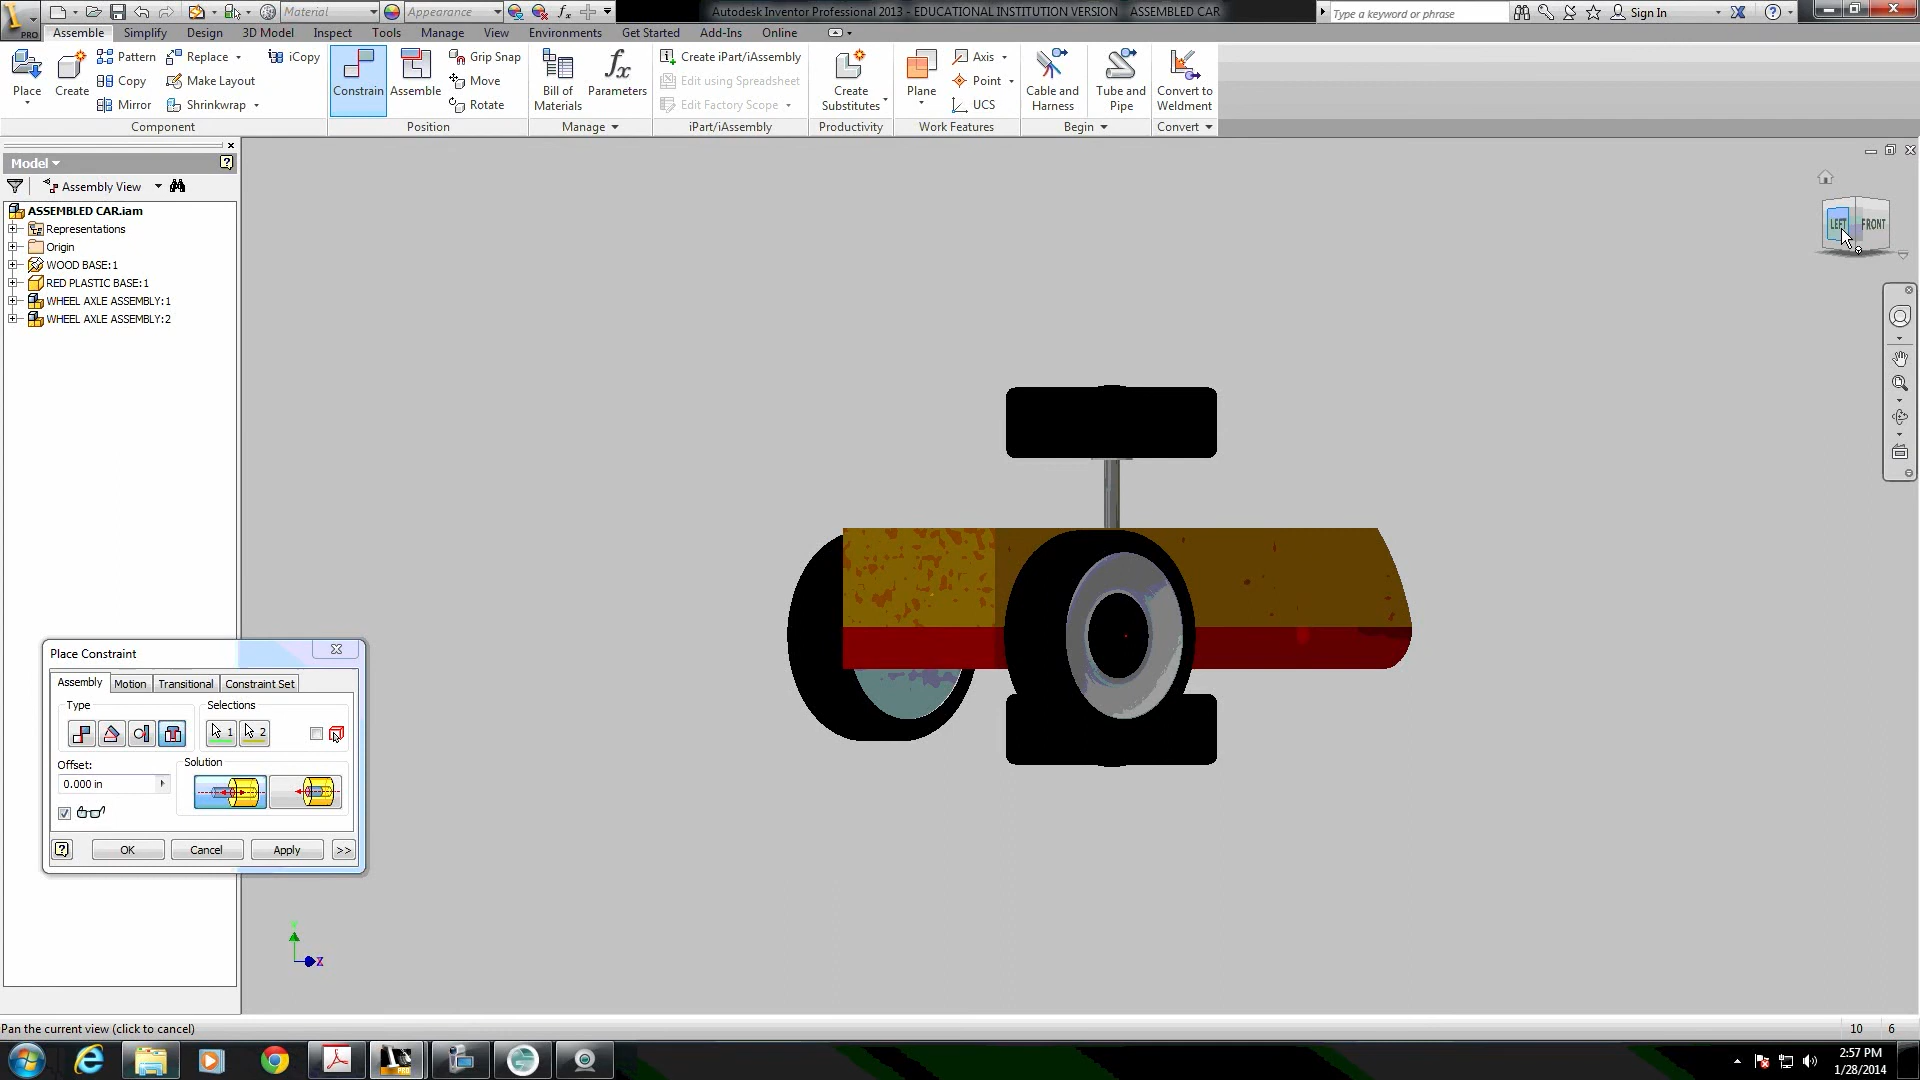 Material
Appearance
Autodesk Inventor Professional 2013 - EDUCATIONAL INSTITUTION VERSION ASSEMBLED CAR
Type a keyword or phrase
Sign In
PRO
Assemble Simplify Design 3D Model Inspect Tools Manage View Environments Get Started Add-Ins Online
Place
Create
Pattern
Copy
Mirror
Replace
Make Layout
Shrinkwrap
iCopy
Component
Constrain
Assemble
Grip Snap
Move
Rotate
Position
Bill of
Materials
Parameters
Manage
Create iPart/iAssembly
Edit using Spreadsheet
Edit Factory Scope
iPart/iAssembly
Create
Substitutes
Productivity
Plane
Axis
Point
UCS
Work Features
Cable and
Harness
Tube and
Pipe
Begin
Convert to
Weldment
Convert
Model
Assembly View
ASSEMBLED CAR.iam
Representations
Origin
WOOD BASE:1
RED PLASTIC BASE:1
WHEEL AXLE ASSEMBLY:1
WHEEL AXLE ASSEMBLY:2
LEFT FRONT
Place Constraint
Assembly Motion Transitional Constraint Set
Type
Selections
1 2
Offset:
0.000 in
Solution
OK Cancel Apply >>
Z
Pan the current view (click to cancel)
10 6
PRO
2:57 PM
1/28/2014